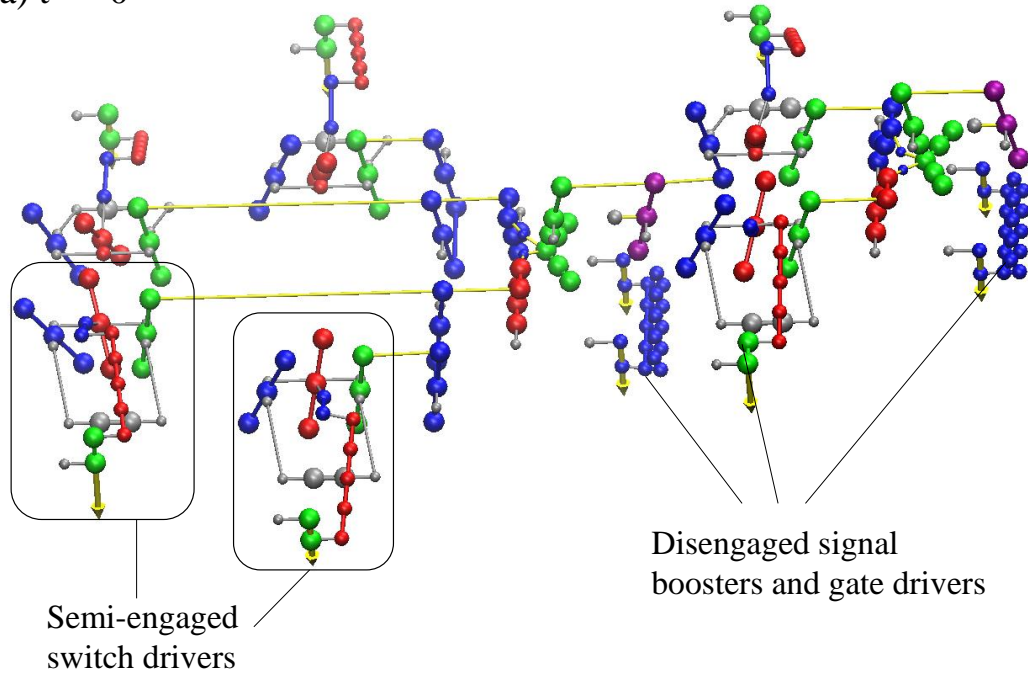 Disengaged signal
boosters and gate drivers
Semi-engaged
switch drivers